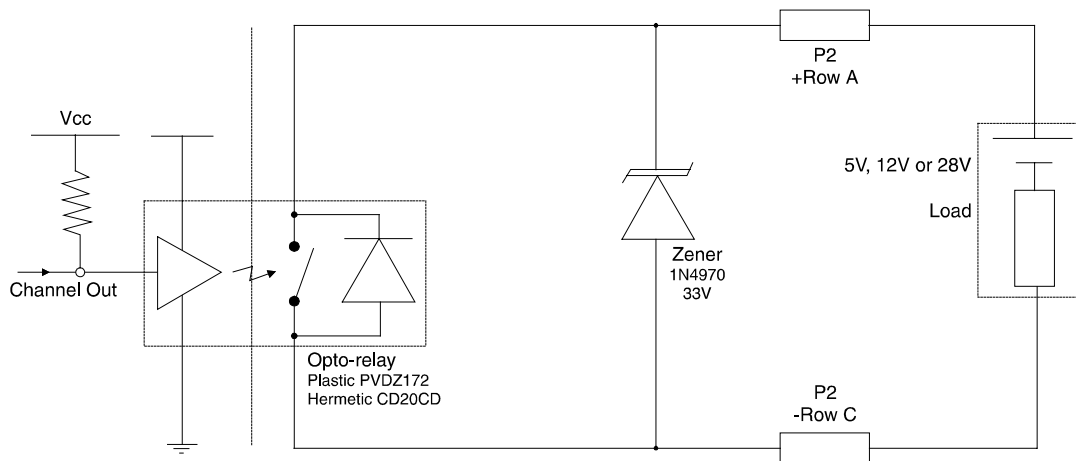 P2
+Row A
Vcc
5V, 12V or 28V
Load
Zener
1N4970
33V
Channel Out
Opto-relay
Plastic PVDZ172
Hermetic CD20CD
P2
-Row C